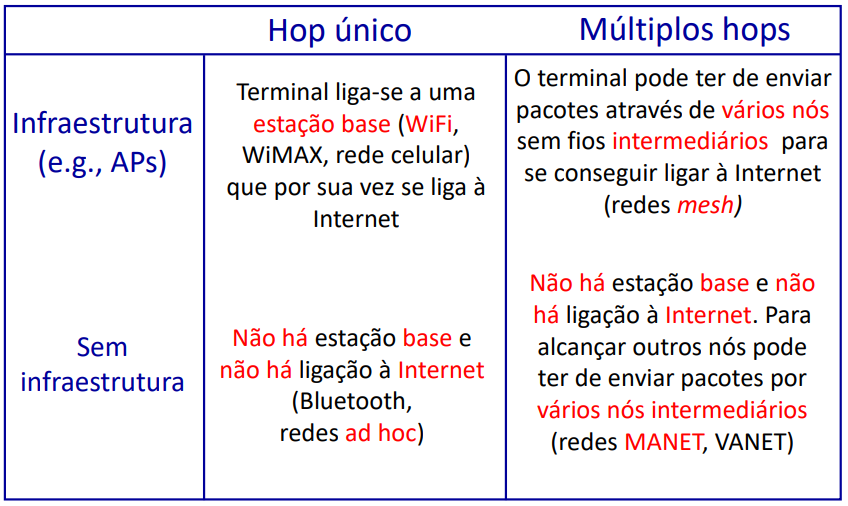 Hop único
Múltiplos hops
Infraestrutura
(e.g., APs)
Terminal liga-se a uma
estação base (WiFi,
WiMAX, rede celular)
que por sua vez se liga à
Internet
O terminal pode ter de enviar
pacotes através de vários nós
sem fios intermediários para
se conseguir ligar à Internet
(redes mesh)
Sem
infraestrutura
Não há estação base e
não há ligação à Internet
(Bluetooth,
redes ad hoc)
Não há estação base e não
há ligação à Internet. Para
alcançar outros nós pode
ter de enviar pacotes por
vários nós intermediários
(redes MANET, VANET)